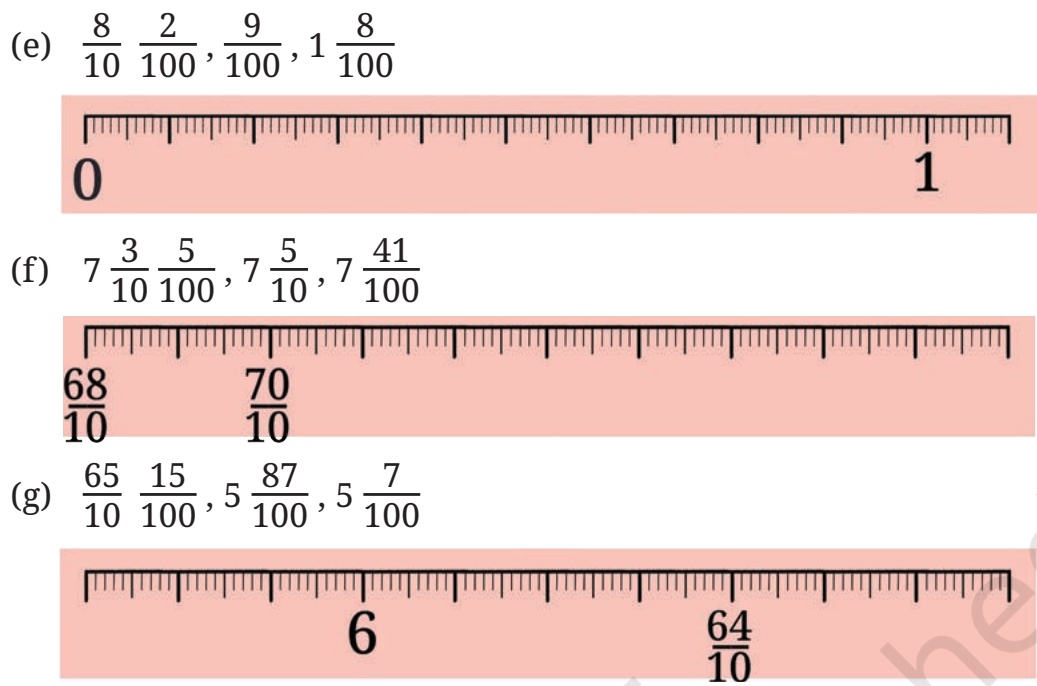 (e) 8/10 2/100, 9/100, 1 8/100
0 1
(f) 7 3/10 5/100, 7 5/10, 7 41/100
68/10 70/10
(g) 65/10 15/100, 5 87/100, 5 7/100
6 64/10